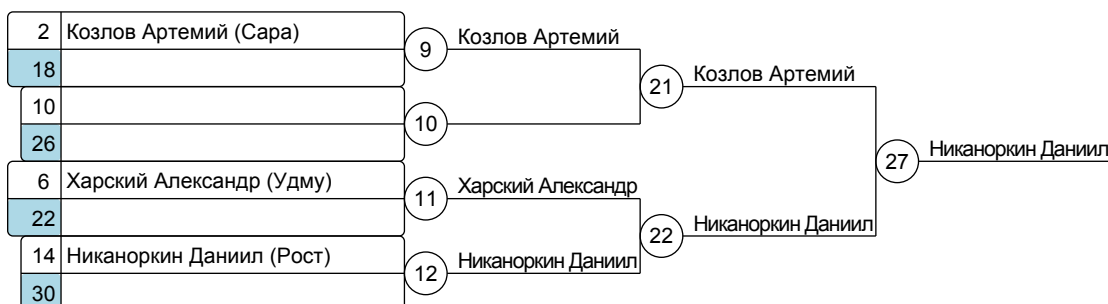 2 Козлов Артемий (Сара)
18
10
26
6 Харский Александр (Удму)
22
14 Никаноркин Даниил (Рост)
30
9 Козлов Артемий
10
11 Харский Александр
12 Никаноркин Даниил
21 Козлов Артемий
22 Никаноркин Даниил
27 Никаноркин Даниил